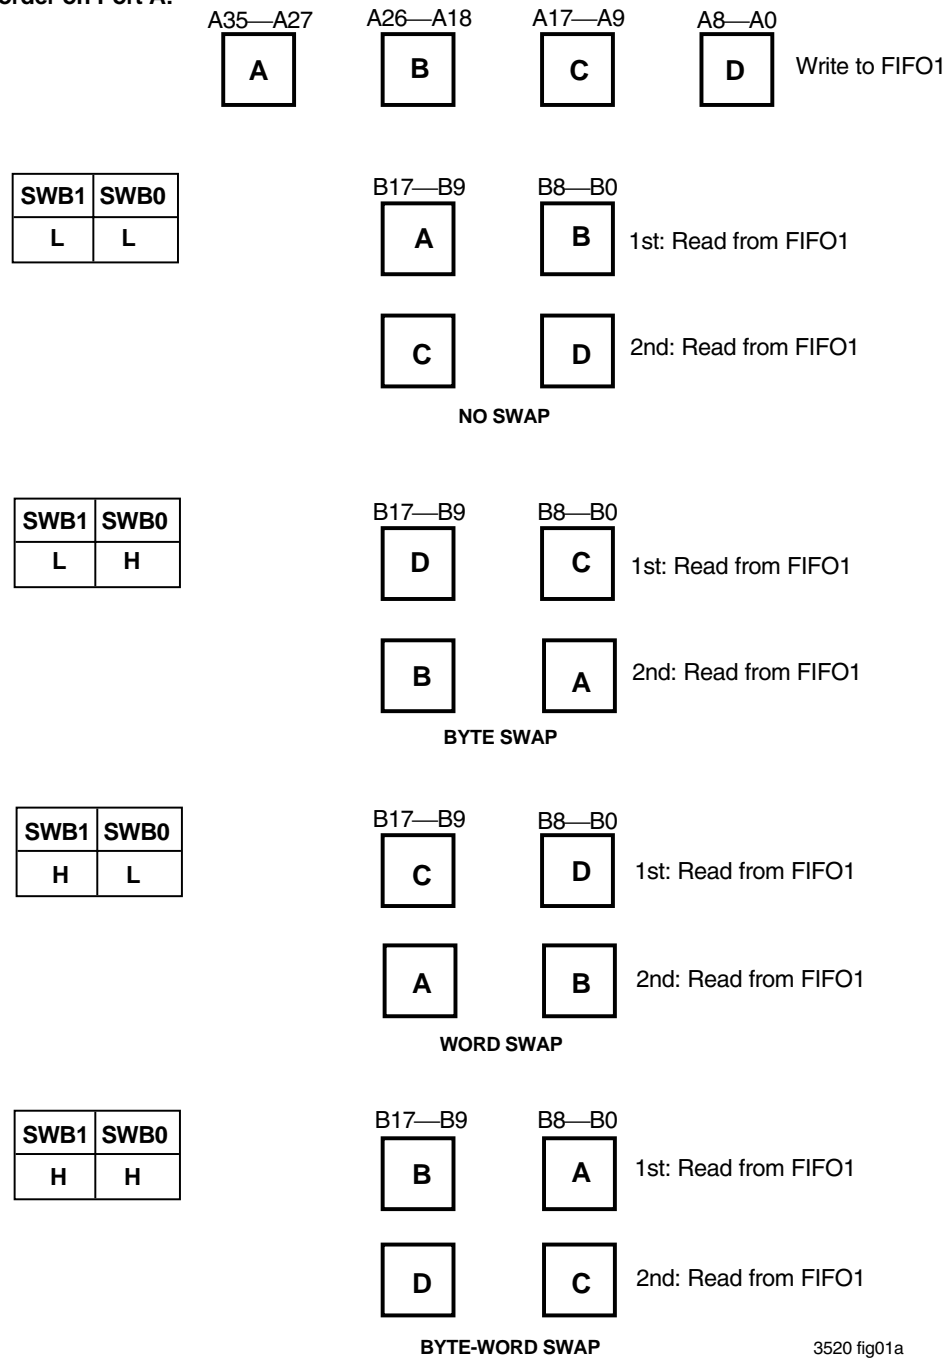 order on Port A:
A35—A27 A26—A18 A17—A9 A8—A0
A B C D Write to FIFO1
SWB1 SWB0
L L
B17—B9 B8—B0
A B 1st: Read from FIFO1
C D 2nd: Read from FIFO1
NO SWAP
SWB1 SWB0
L H
B17—B9 B8—B0
D C 1st: Read from FIFO1
B A 2nd: Read from FIFO1
BYTE SWAP
SWB1 SWB0
H L
B17—B9 B8—B0
C D 1st: Read from FIFO1
A B 2nd: Read from FIFO1
WORD SWAP
SWB1 SWB0
H H
B17—B9 B8—B0
B A 1st: Read from FIFO1
D C 2nd: Read from FIFO1
BYTE-WORD SWAP
3520 fig01a